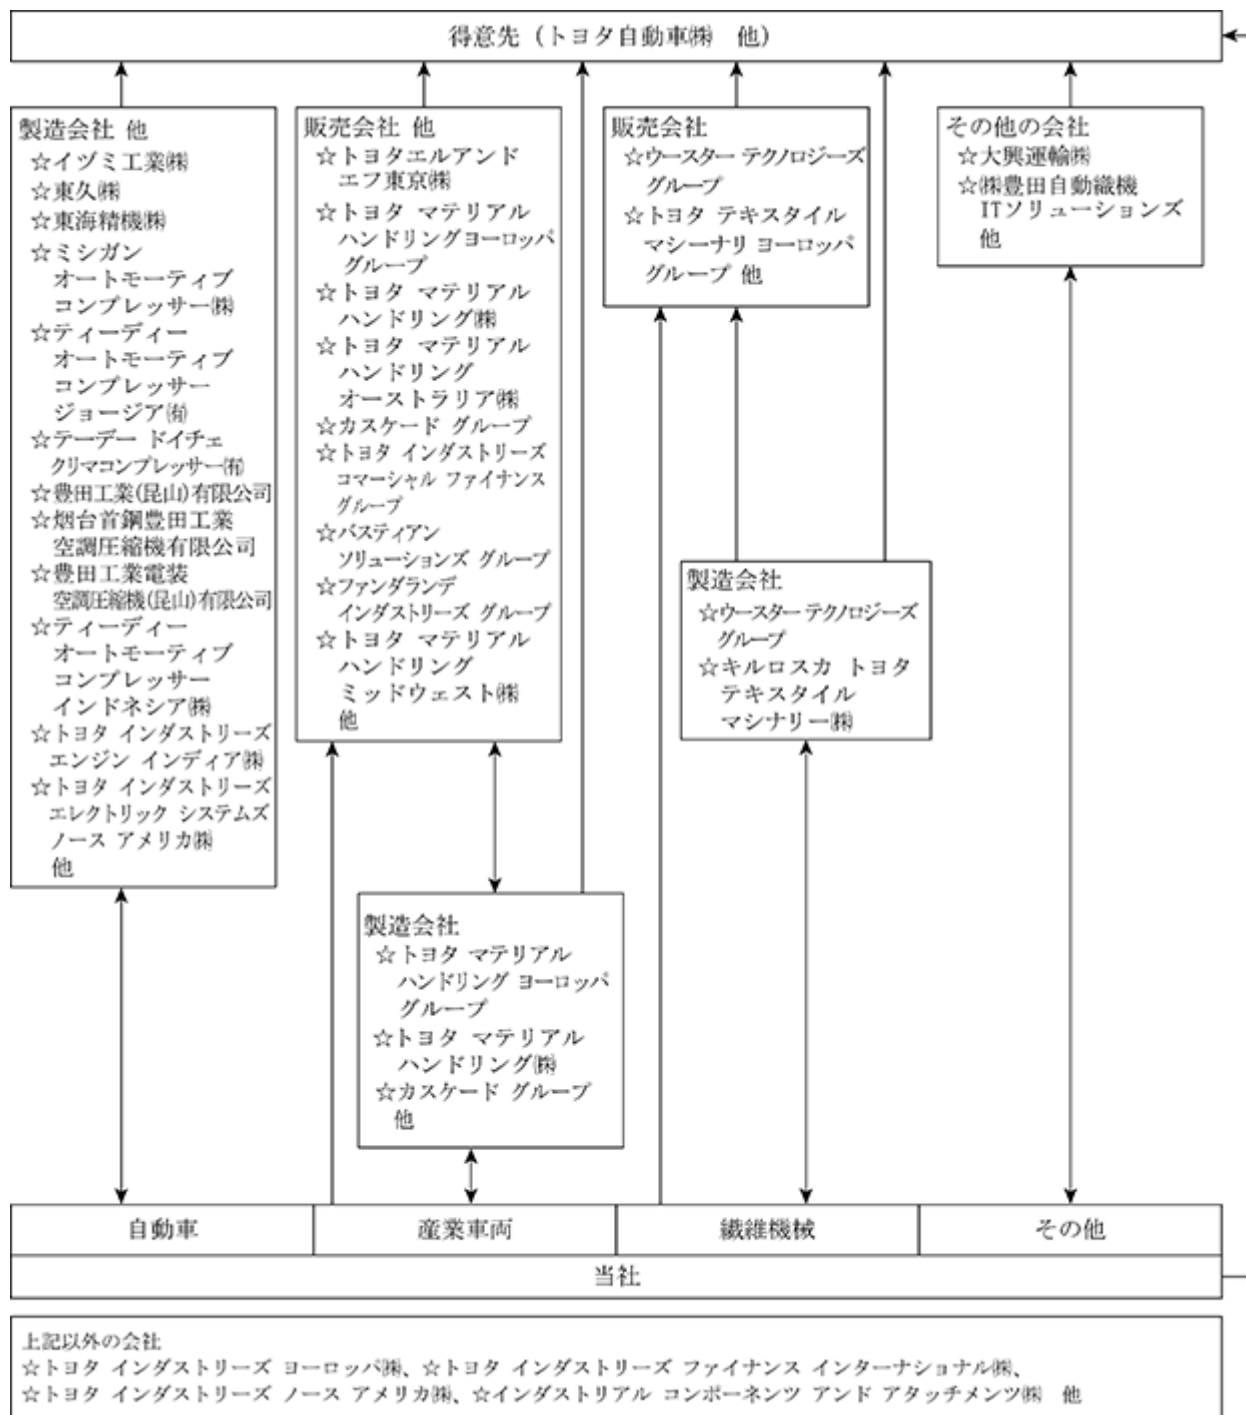 得意先（トヨタ自動車㈱　他）
製造会社 他
☆イヅミ工業㈱
☆東久㈱
☆東海精機㈱
☆ミシガン
オートモーティブ
コンプレッサー㈱
☆ティーディー
オートモーティブ
コンプレッサー
ジョージア㈲
☆テーデー ドイチェ
クリマコンプレッサー㈲
☆豊田工業(昆山)有限公司
☆烟台首鋼豊田工業
空調圧縮機有限公司
☆豊田工業電装
空調圧縮機(昆山)有限公司
☆ティーディー
オートモーティブ
コンプレッサー
インドネシア㈱
☆トヨタ インダストリーズ
エンジン インディア㈱
☆トヨタ インダストリーズ
エレクトリック システムズ
ノース アメリカ㈱
他
販売会社 他
☆トヨタエルアンド
エフ東京㈱
☆トヨタ マテリアル
ハンドリングヨーロッパ
グループ
☆トヨタ マテリアル
ハンドリング㈱
☆トヨタ マテリアル
ハンドリング
オーストラリア㈱
☆カスケード グループ
☆トヨタ インダストリーズ
コマーシャル ファイナンス
グループ
☆バスティアン
ソリューションズ グループ
☆ファンダランデ
インダストリーズ グループ
☆トヨタ マテリアル
ハンドリング
ミッドウェスト㈱
他
製造会社
☆トヨタ マテリアル
ハンドリング ヨーロッパ
グループ
☆トヨタ マテリアル
ハンドリング㈱
☆カスケード グループ
他
販売会社
☆ウースター テクノロジーズ
グループ
☆トヨタ テキスタイル
マシーナリ ヨーロッパ
グループ 他
製造会社
☆ウースター テクノロジーズ
グループ
☆キルロスカ トヨタ
テキスタイル
マシナリー㈱
その他の会社
☆大興運輸㈱
☆㈱豊田自動織機
ITソリューションズ
他
自動車
産業車両
繊維機械
その他
当社
上記以外の会社
☆トヨタ インダストリーズ ヨーロッパ㈱、☆トヨタ インダストリーズ ファイナンス インターナショナル㈱、
☆トヨタ インダストリーズ ノース アメリカ㈱、☆インダストリアル コンポーネンツ アンド アタッチメンツ㈱　他